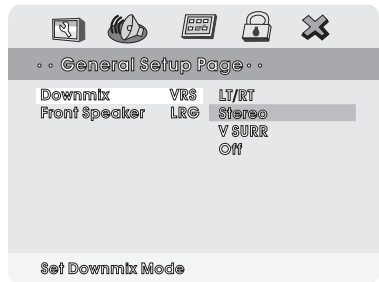 ·· General Setup Page ··
Downmix VRS LT/RT
Front Speaker LRG Stereo
V SURR
Off
Set Downmix Mode